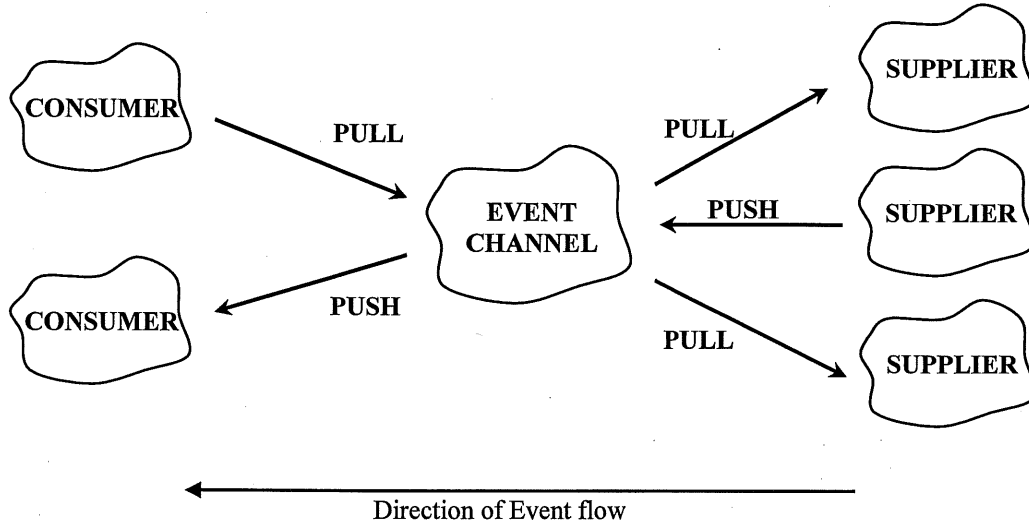 SUPPLIER
CONSUMER
PULL
PULL
EVENT
CHANNEL
PUSH
SUPPLIER
CONSUMER
PUSH
PULL
SUPPLIER
Direction of Event flow